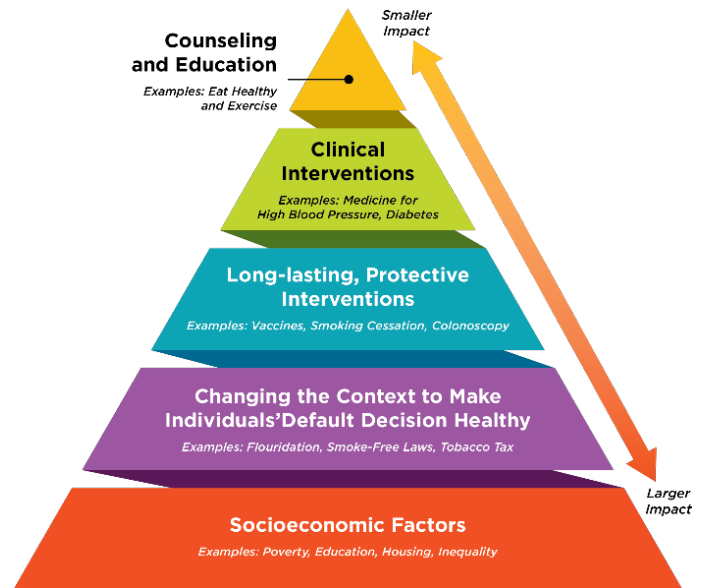 Smaller
Impact
Counseling
and Education
Examples: Eat Healthy
and Exercise
Clinical
Interventions
Examples: Medicine for
High Blood Pressure, Diabetes
Long-lasting, Protective
Interventions
Examples: Vaccines, Smoking Cessation, Colonoscopy
Changing the Context to Make
Individuals’Default Decision Healthy
Examples: Flouridation, Smoke-Free Laws, Tobacco Tax
Larger
Impact
Socioeconomic Factors
Examples: Poverty, Education, Housing, Inequality